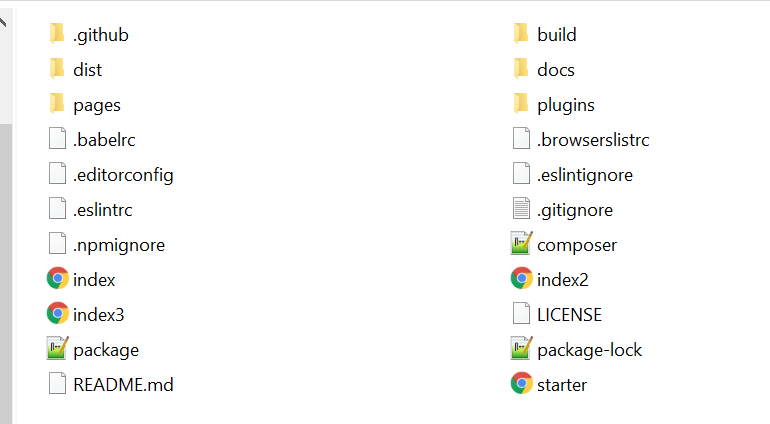 .github build
dist docs
pages plugins
.babelrc .browserslistrc
.editorconfig .eslintignore
.eslintrc .gitignore
.npmignore composer
index index2
index3 LICENSE
package package-lock
README.md starter